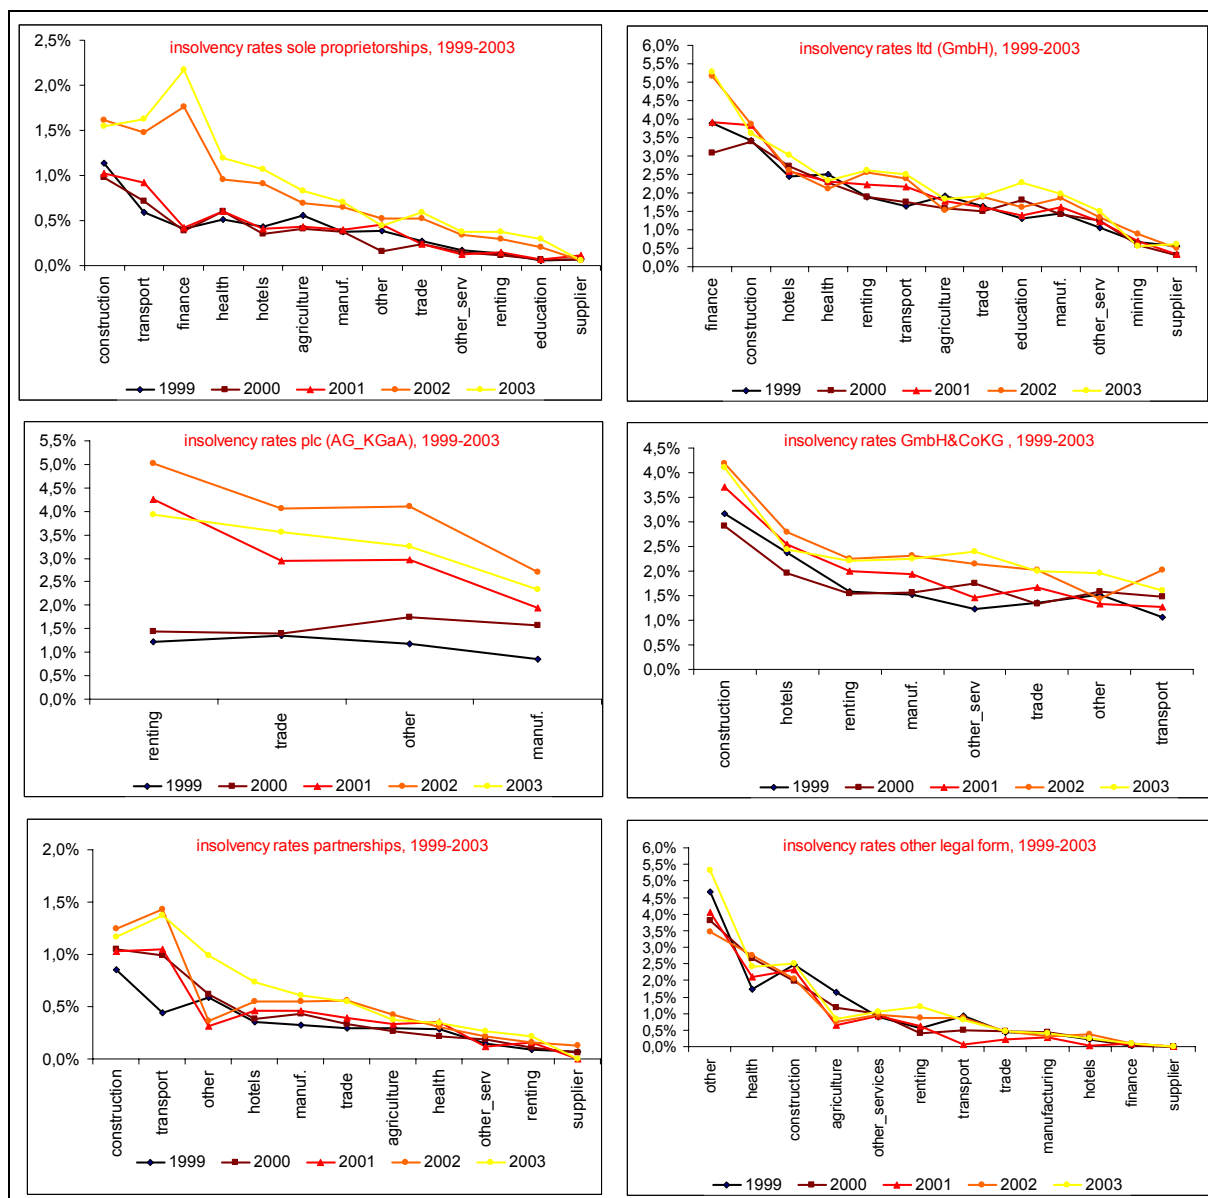 insolvency rates sole proprietorships, 1999-2003
2,5%
2,0%
1,5%
1,0%
0,5%
0,0%
construction
transport
finance
health
hotels
agriculture
manuf.
other
trade
other_serv
renting
education
supplier
1999 2000 2001 2002 2003
insolvency rates ltd (GmbH), 1999-2003
6,0%
5,5%
5,0%
4,5%
4,0%
3,5%
3,0%
2,5%
2,0%
1,5%
1,0%
0,5%
0,0%
finance
construction
hotels
health
renting
transport
agriculture
trade
education
manuf.
other_serv
mining
supplier
1999 2000 2001 2002 2003
insolvency rates plc (AG_KGaA), 1999-2003
5,5%
5,0%
4,5%
4,0%
3,5%
3,0%
2,5%
2,0%
1,5%
1,0%
0,5%
0,0%
renting
trade
other
manuf.
1999 2000 2001 2002 2003
insolvency rates GmbH&CoKG , 1999-2003
4,5%
4,0%
3,5%
3,0%
2,5%
2,0%
1,5%
1,0%
0,5%
0,0%
construction
hotels
renting
manuf.
other_serv
trade
other
transport
1999 2000 2001 2002 2003
insolvency rates partnerships, 1999-2003
2,0%
1,5%
1,0%
0,5%
0,0%
construction
transport
other
hotels
manuf.
trade
agriculture
health
other_serv
renting
supplier
1999 2000 2001 2002 2003
insolvency rates other legal form, 1999-2003
6,0%
5,5%
5,0%
4,5%
4,0%
3,5%
3,0%
2,5%
2,0%
1,5%
1,0%
0,5%
0,0%
other
health
construction
agriculture
other_services
renting
transport
trade
manufacturing
hotels
finance
supplier
1999 2000 2001 2002 2003